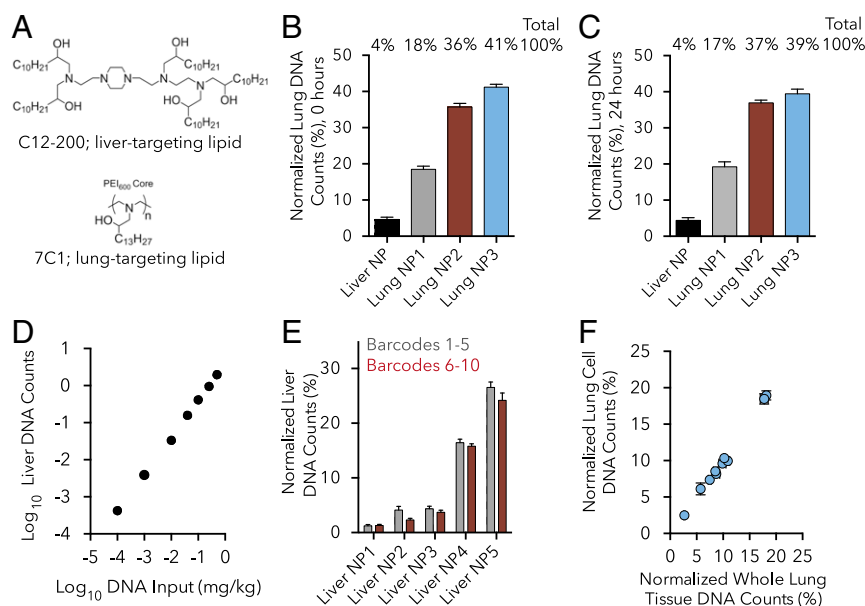 A
OH
OH
C10H21
C10H21
N
N
N
N
N
C10H21
C10H21
OH
OH
OH
C10H21
C12-200; liver-targeting lipid
PEI600 Core
N
n
HO
C13H27
7C1; lung-targeting lipid
B
Total
4% 18% 36% 41% 100%
Normalized Lung DNA
Counts (%), 0 hours
50
40
30
20
10
0
Liver NP
Lung NP1
Lung NP2
Lung NP3
C
Total
4% 17% 37% 39% 100%
Normalized Lung DNA
Counts (%), 24 hours
50
40
30
20
10
0
Liver NP
Lung NP1
Lung NP2
Lung NP3
D
Log10 Liver DNA Counts
1
0
-1
-2
-3
-4
-5 -4 -3 -2 -1 0
Log10 DNA Input (mg/kg)
E
Barcodes 1-5
Barcodes 6-10
Normalized Liver
DNA Counts (%)
30
20
10
0
Liver NP1
Liver NP2
Liver NP3
Liver NP4
Liver NP5
F
Normalized Lung Cell
DNA Counts (%)
25
20
15
10
5
0
0 5 10 15 20 25
Normalized Whole Lung
Tissue DNA Counts (%)